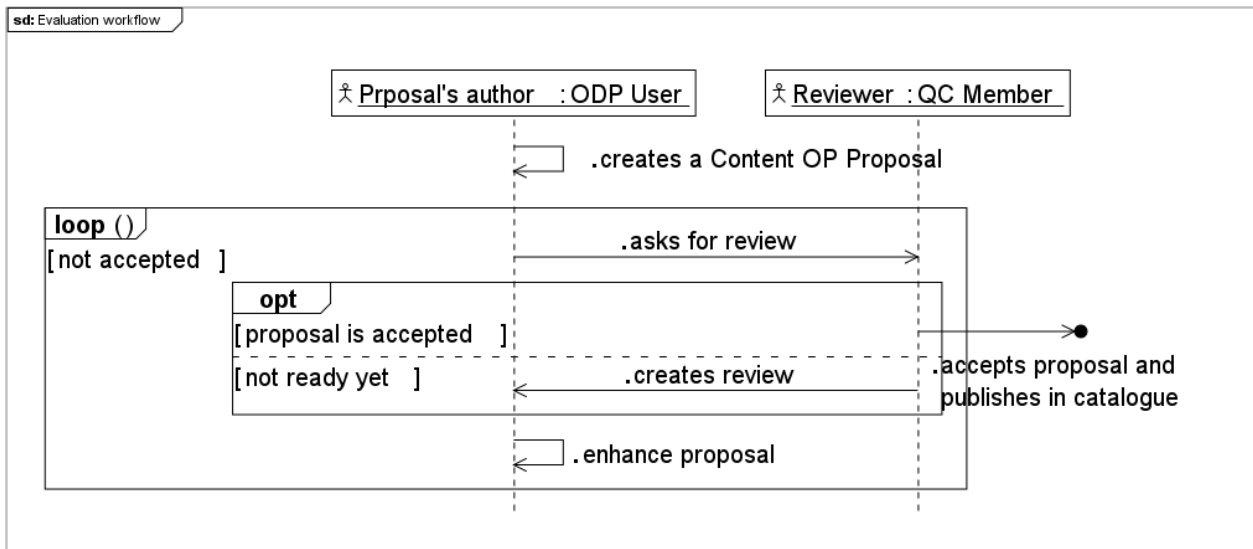 sd: Evaluation workflow
Prposal's author : ODP User
Reviewer : QC Member
.creates a Content OP Proposal
loop ()
[ not accepted ]
.asks for review
opt
[ proposal is accepted ]
.accepts proposal and
publishes in catalogue
[ not ready yet ]
.creates review
.enhance proposal